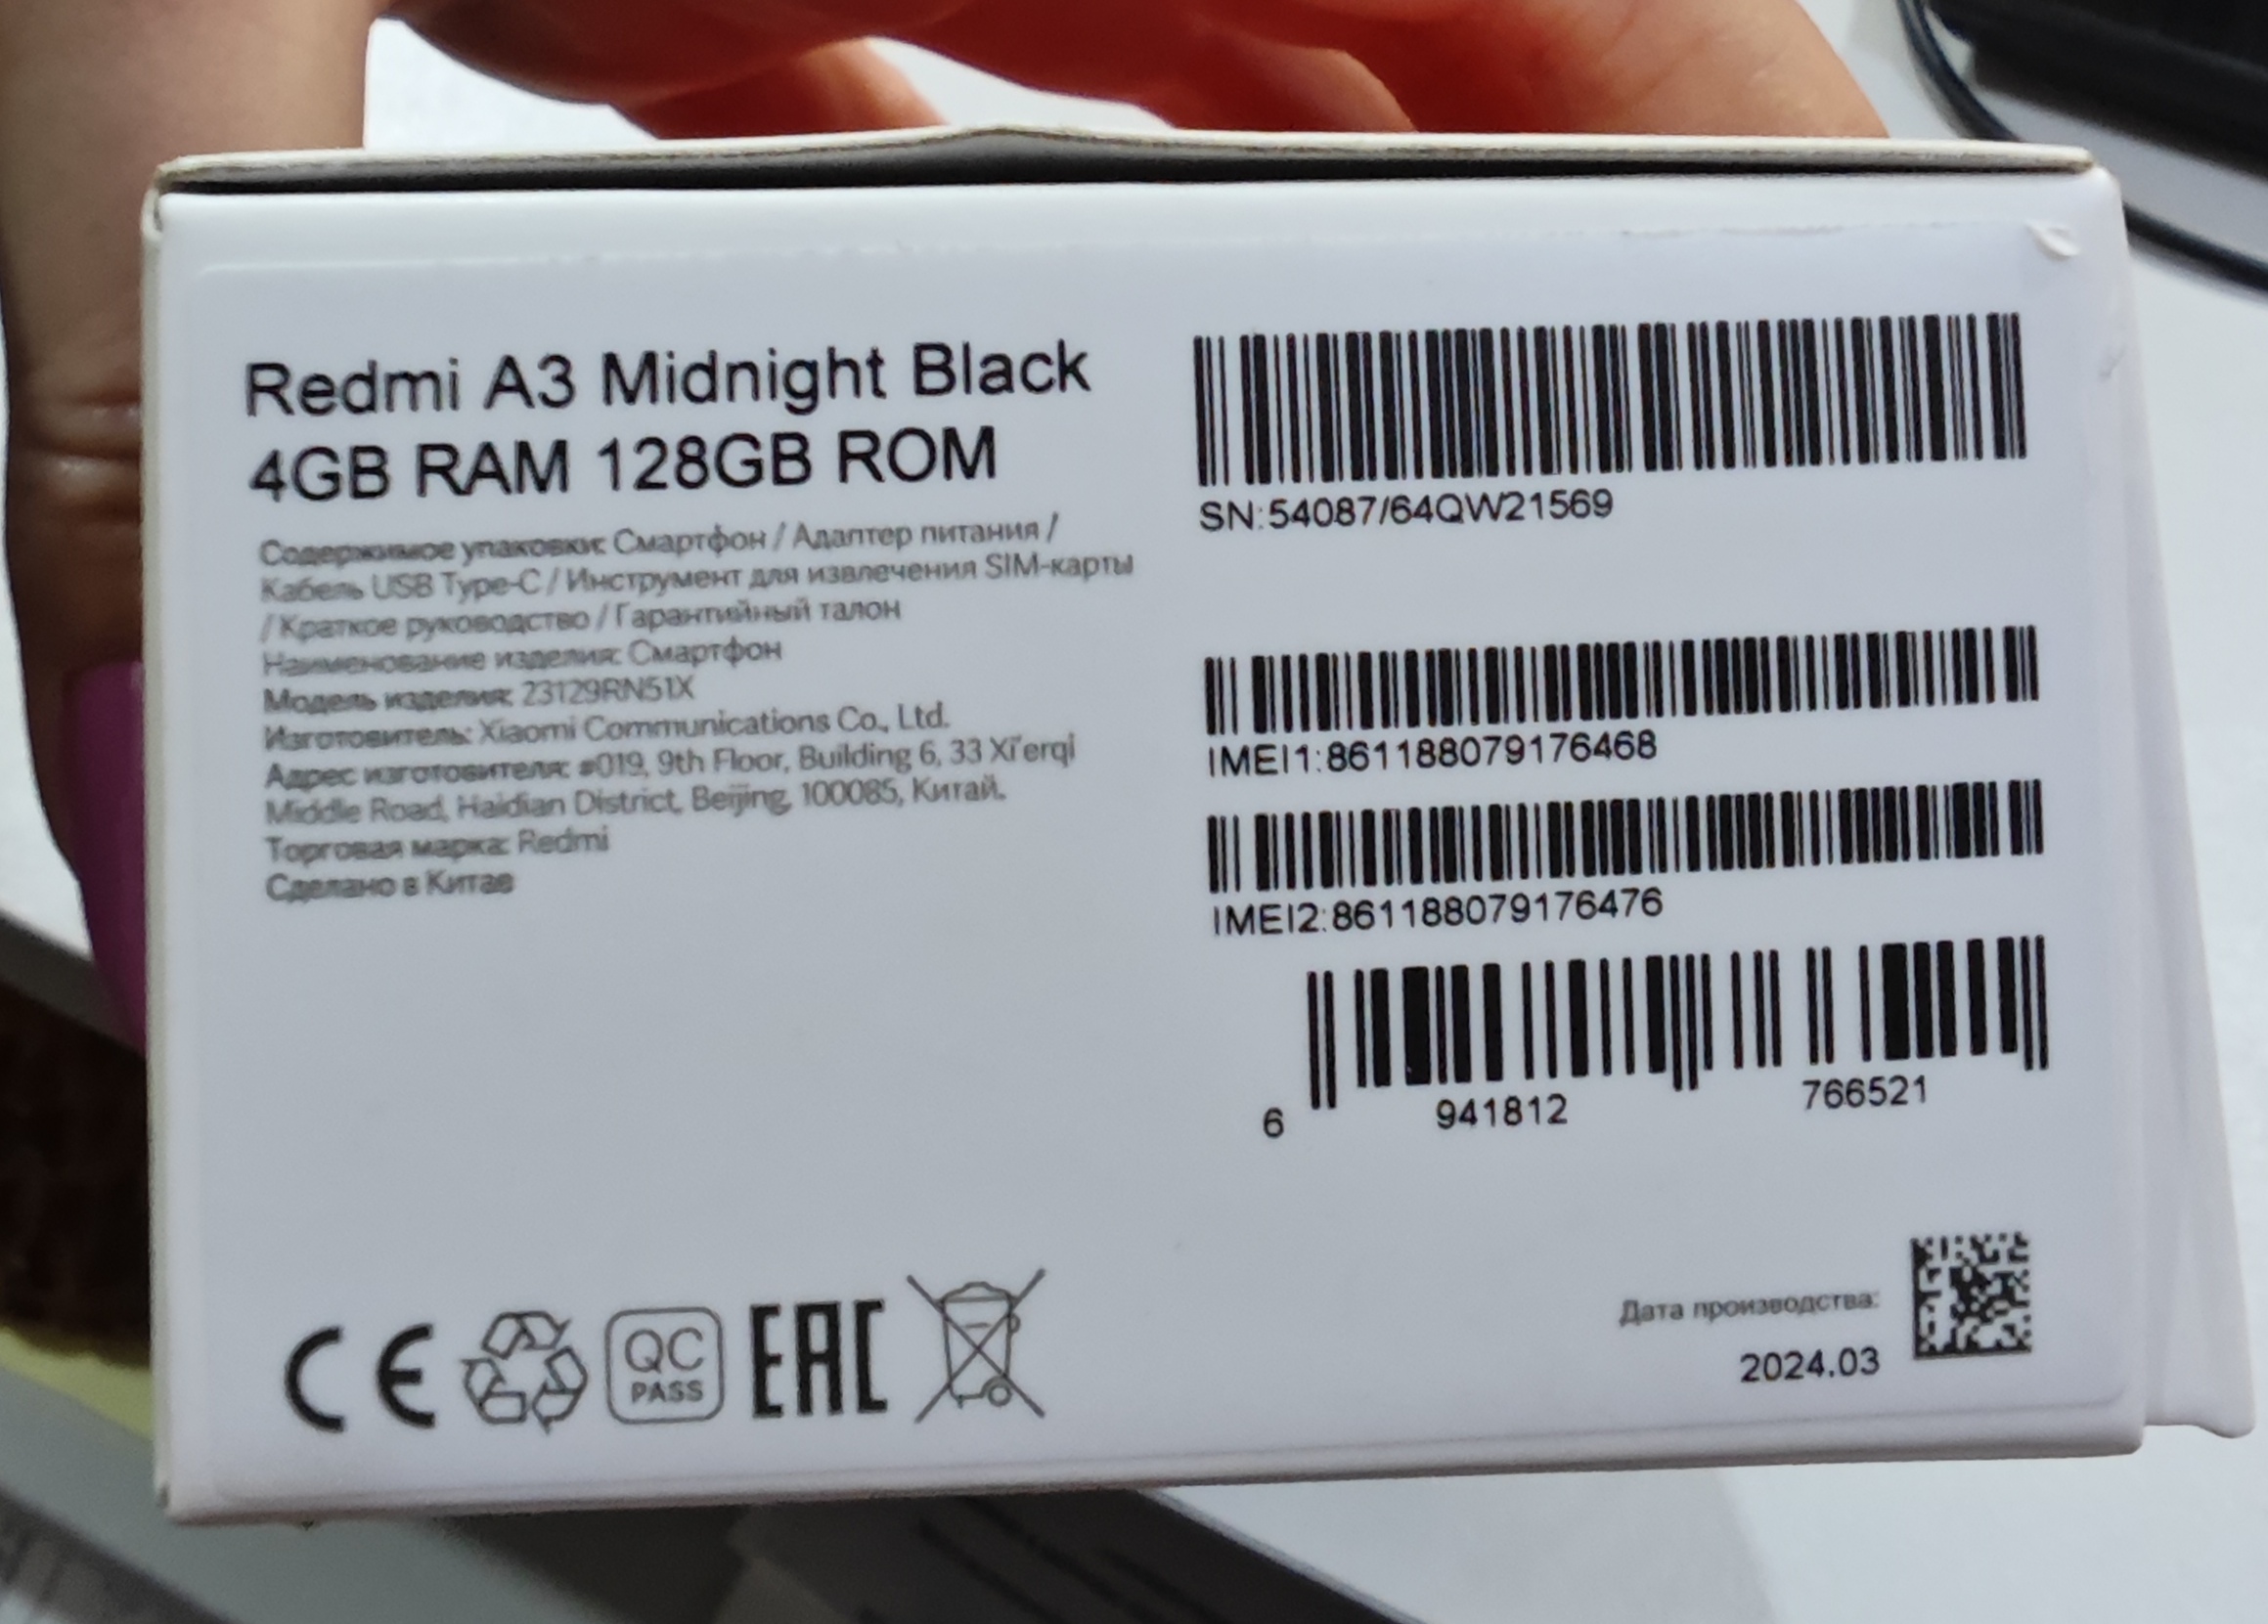 Redmi A3 Midnight Black
4GB RAM 128GB ROM
Содержимое упаковки: Смартфон / Адаптер питания /
Кабель USB Type-C / Инструмент для извлечения SIM-карты
/ Краткое руководство / Гарантийный талон
Наименование изделия: Смартфон
Модель изделия: 23129RN51X
Изготовитель: Xiaomi Communications Co., Ltd.
Адрес изготовителя: #019, 9th Floor, Building 6, 33 Xi'erqi
Middle Road, Haidian District, Beijing, 100085, Китай.
Торговая марка: Redmi
Сделано в Китае
SN:54087/64QW21569
IMEI1:861188079176468
IMEI2:861188079176476
6 941812 766521
CE
QC
PASS
EAC
Дата производства:
2024.03